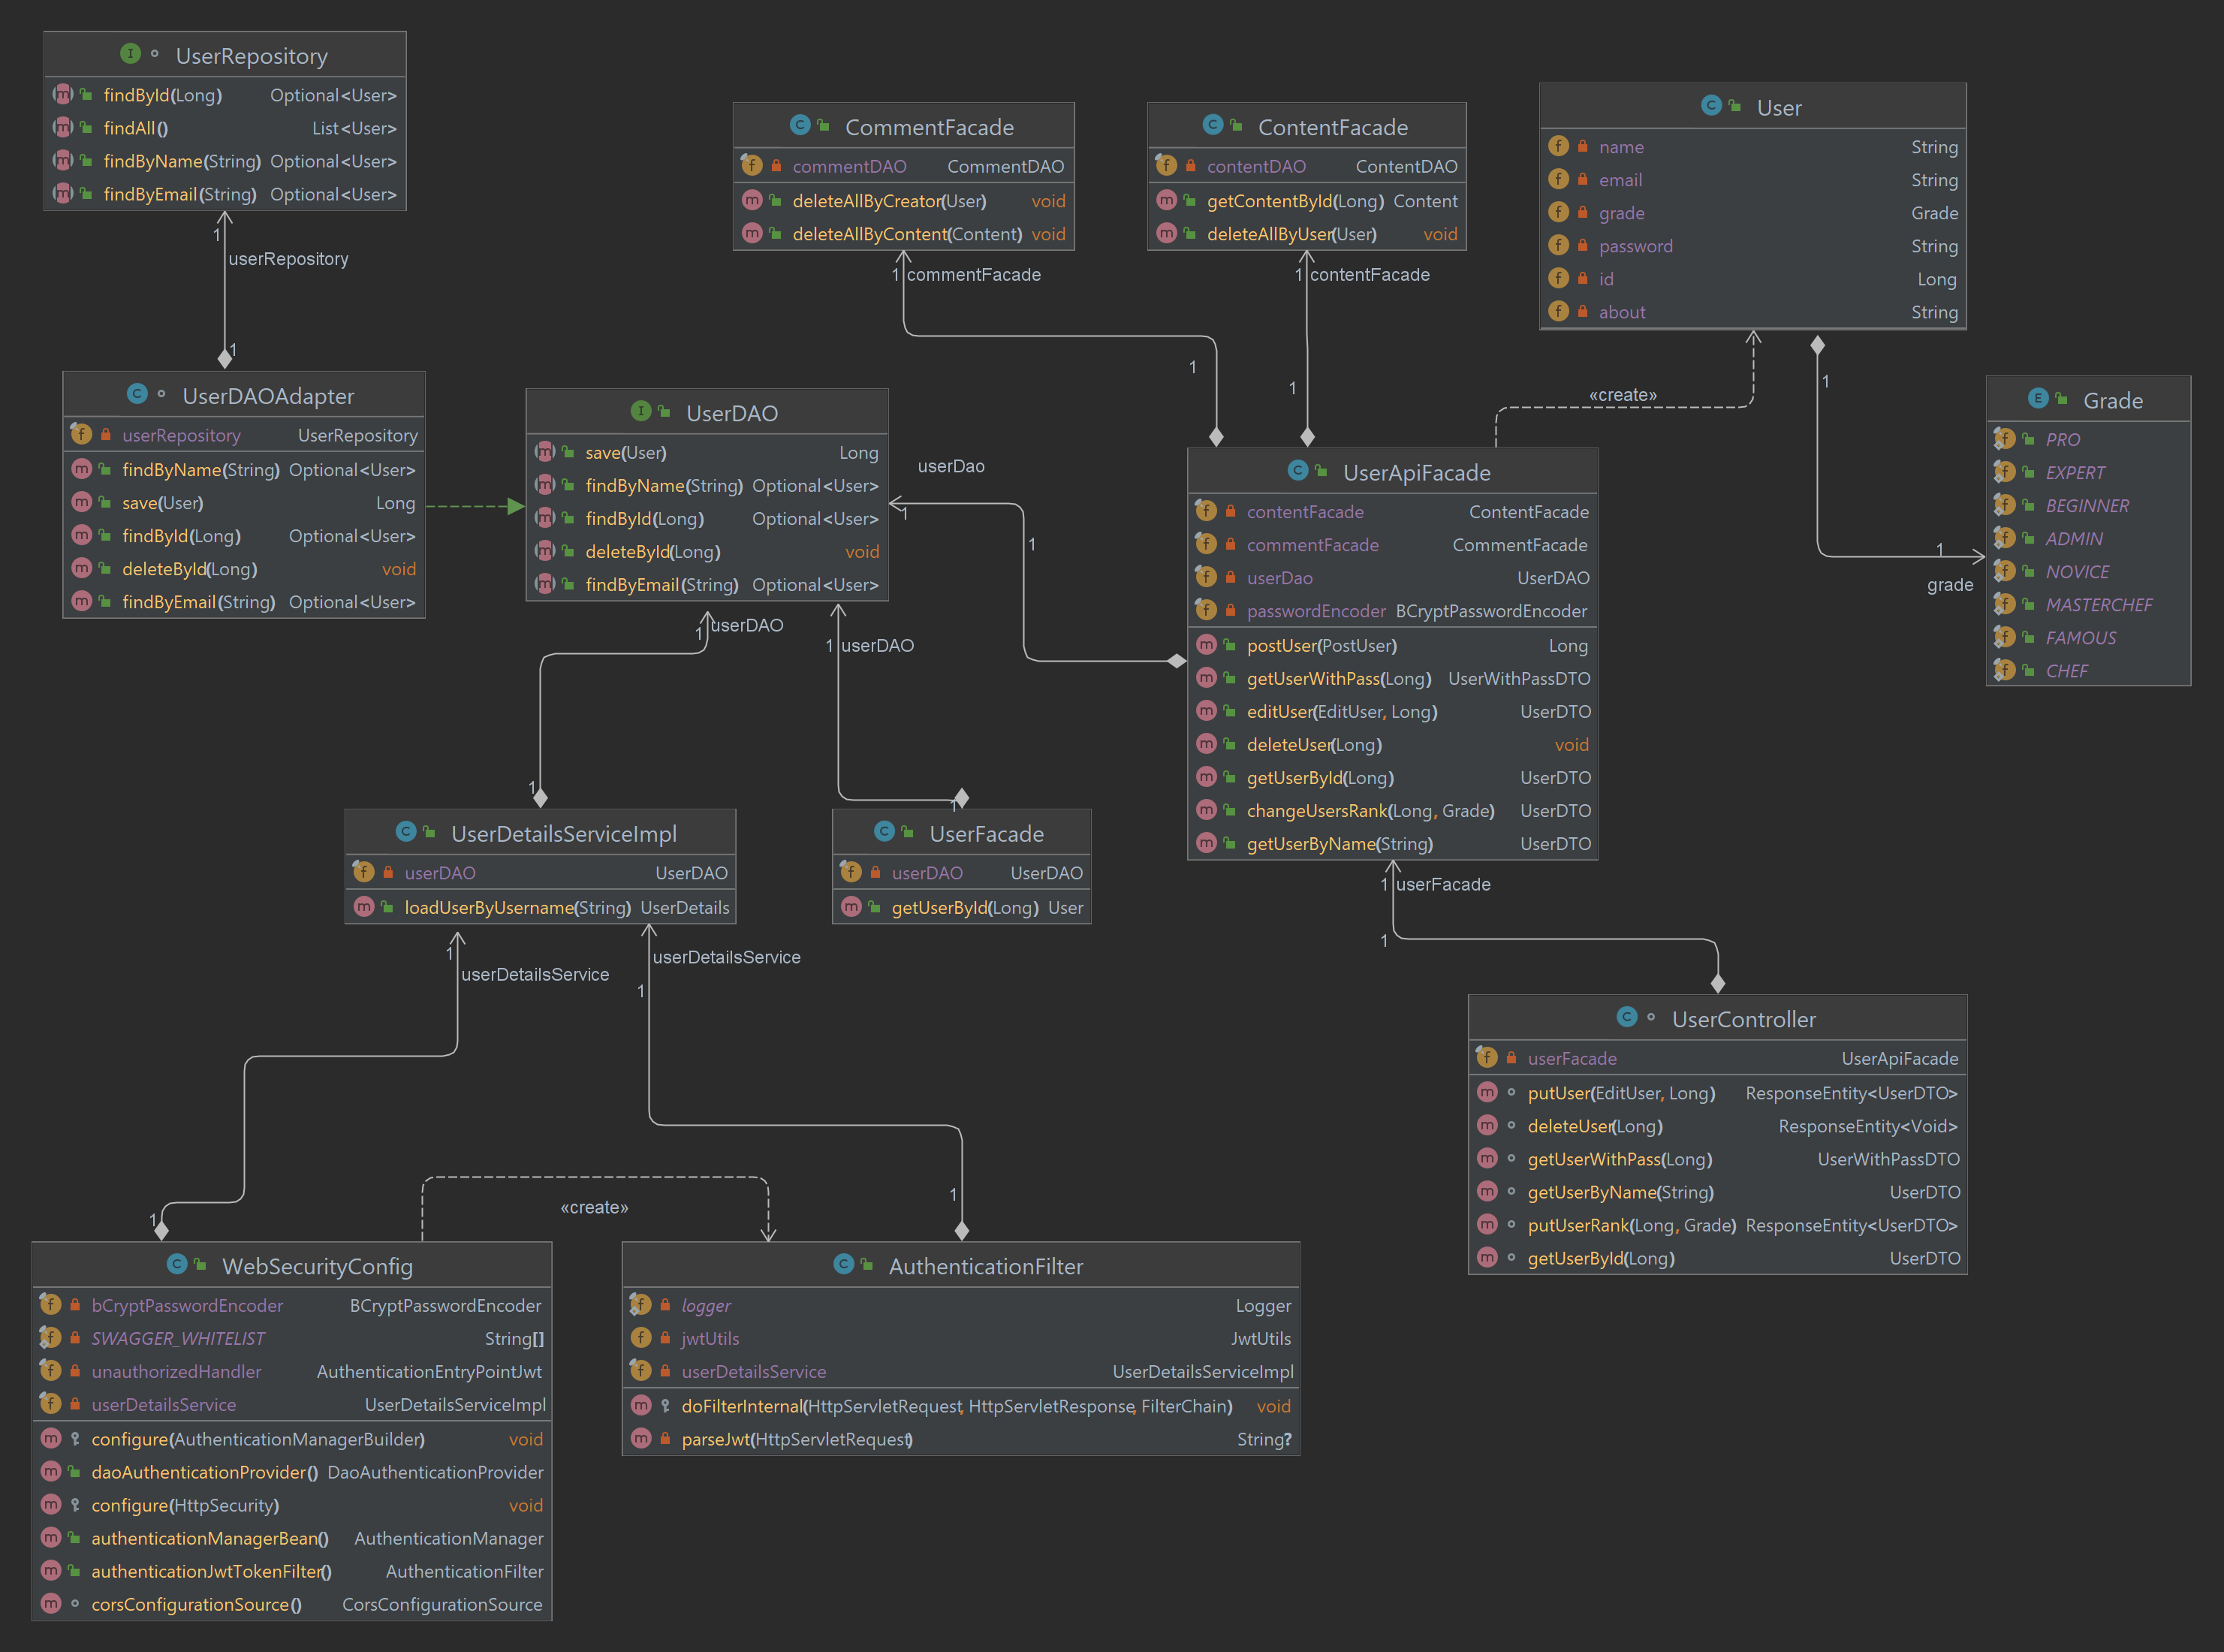 UserRepository
findById(Long) Optional<User>
findAll() List<User>
findByName(String) Optional<User>
findByEmail(String) Optional<User>
1
userRepository
1
UserDAOAdapter
userRepository UserRepository
findByName(String) Optional<User>
save(User) Long
findById(Long) Optional<User>
deleteById(Long) void
findByEmail(String) Optional<User>
UserDAO
save(User) Long
findByName(String) Optional<User>
findById(Long) Optional<User>
deleteById(Long) void
findByEmail(String) Optional<User>
CommentFacade
commentDAO CommentDAO
deleteAllByCreator(User) void
deleteAllByContent(Content) void
1 commentFacade
1
ContentFacade
contentDAO ContentDAO
getContentById(Long) Content
deleteAllByUser(User) void
1 contentFacade
1
User
name String
email String
grade Grade
password String
id Long
about String
«create»
1
1
grade
Grade
PRO
EXPERT
BEGINNER
ADMIN
NOVICE
MASTERCHEF
FAMOUS
CHEF
userDao
1
1
UserApiFacade
contentFacade ContentFacade
commentFacade CommentFacade
userDao UserDAO
passwordEncoder BCryptPasswordEncoder
postUser(PostUser) Long
getUserWithPass(Long) UserWithPassDTO
editUser(EditUser, Long) UserDTO
deleteUser(Long) void
getUserById(Long) UserDTO
changeUsersRank(Long, Grade) UserDTO
getUserByName(String) UserDTO
1 userDAO
1
1 userDAO
1
UserDetailsServiceImpl
userDAO UserDAO
loadUserByUsername(String) UserDetails
UserFacade
userDAO UserDAO
getUserById(Long) User
1 userFacade
1
UserController
userFacade UserApiFacade
putUser(EditUser, Long) ResponseEntity<UserDTO>
deleteUser(Long) ResponseEntity<Void>
getUserWithPass(Long) UserWithPassDTO
getUserByName(String) UserDTO
putUserRank(Long, Grade) ResponseEntity<UserDTO>
getUserById(Long) UserDTO
1
userDetailsService
1
userDetailsService
1
1
«create»
WebSecurityConfig
bCryptPasswordEncoder BCryptPasswordEncoder
SWAGGER_WHITELIST String[]
unauthorizedHandler AuthenticationEntryPointJwt
userDetailsService UserDetailsServiceImpl
configure(AuthenticationManagerBuilder) void
daoAuthenticationProvider() DaoAuthenticationProvider
configure(HttpSecurity) void
authenticationManagerBean() AuthenticationManager
authenticationJwtTokenFilter() AuthenticationFilter
corsConfigurationSource() CorsConfigurationSource
AuthenticationFilter
logger Logger
jwtUtils JwtUtils
userDetailsService UserDetailsServiceImpl
doFilterInternal(HttpServletRequest, HttpServletResponse, FilterChain) void
parseJwt(HttpServletRequest) String?